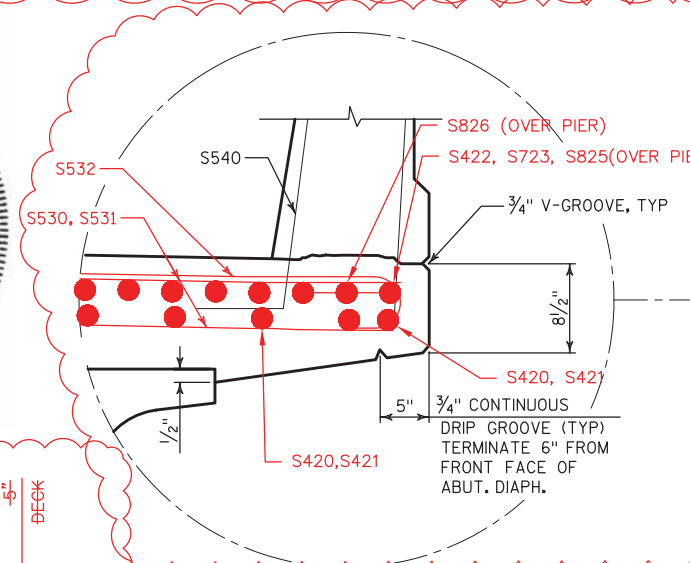 S826 (OVER PIER)
S422, S723, S825(OVER PIE
S540
S532
3/4" V-GROOVE, TYP
S530, S531
8 1/2"
S420, S421
5"
3/4" CONTINUOUS
DRIP GROOVE (TYP)
TERMINATE 6" FROM
FRONT FACE OF
ABUT. DIAPH.
1/2"
S420,S421
5"
DECK